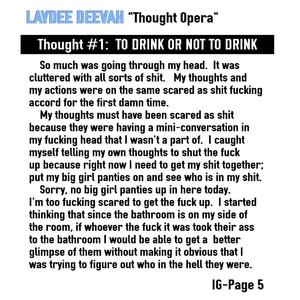 LAYDEE DEEVAH "Thought Opera"
Thought #1: TO DRINK OR NOT TO DRINK
So much was going through my head. It was
cluttered with all sorts of shit. My thoughts and
my actions were on the same scared as shit fucking
accord for the first damn time.
My thoughts must have been scared as shit
because they were having a mini-conversation in
my fucking head that I wasn't a part of. I caught
myself telling my own thoughts to shut the fuck
up because right now I need to get my shit together;
put my big girl panties on and see who is in my shit.
Sorry, no big girl panties up in here today.
I'm too fucking scared to get the fuck up. I started
thinking that since the bathroom is on my side of
the room, if whoever the fuck it was took their ass
to the bathroom I would be able to get a better
glimpse of them without making it obvious that I
was trying to figure out who in the hell they were.
IG-Page 5